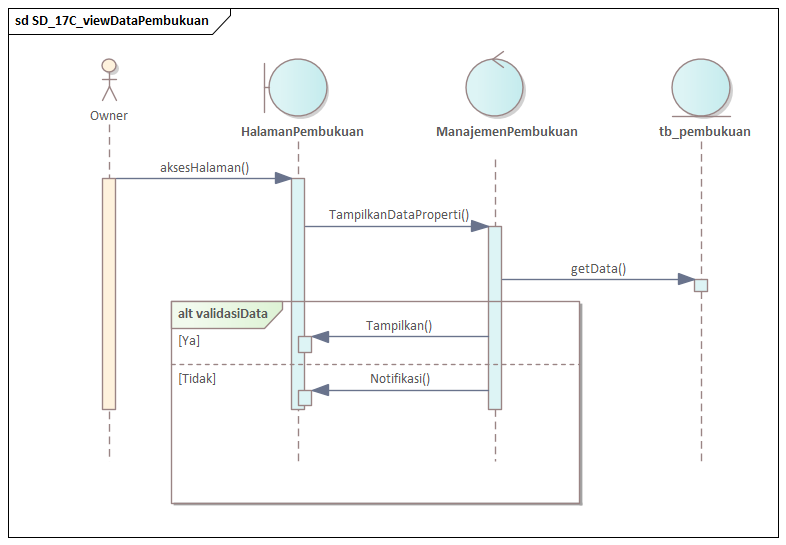 sd SD_17C_viewDataPembukuan
Owner
HalamanPembukuan
ManajemenPembukuan
tb_pembukuan
aksesHalaman()
TampilkanDataProperti()
getData()
alt validasiData
Tampilkan()
[Ya]
[Tidak]
Notifikasi()